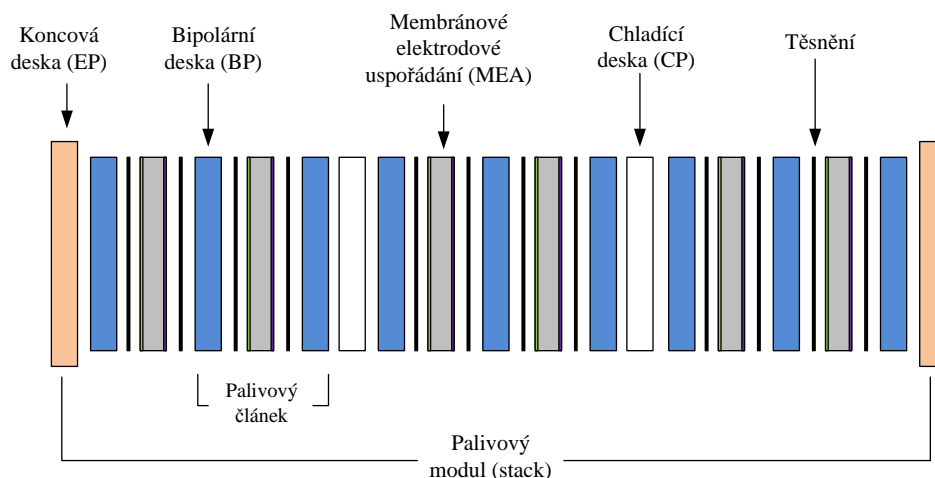 Koncová
deska (EP)
Bipolární
deska (BP)
Membránové
elektrodové
uspořádání (MEA)
Chladící
deska (CP)
Těsnění
Palivový
článek
Palivový
modul (stack)